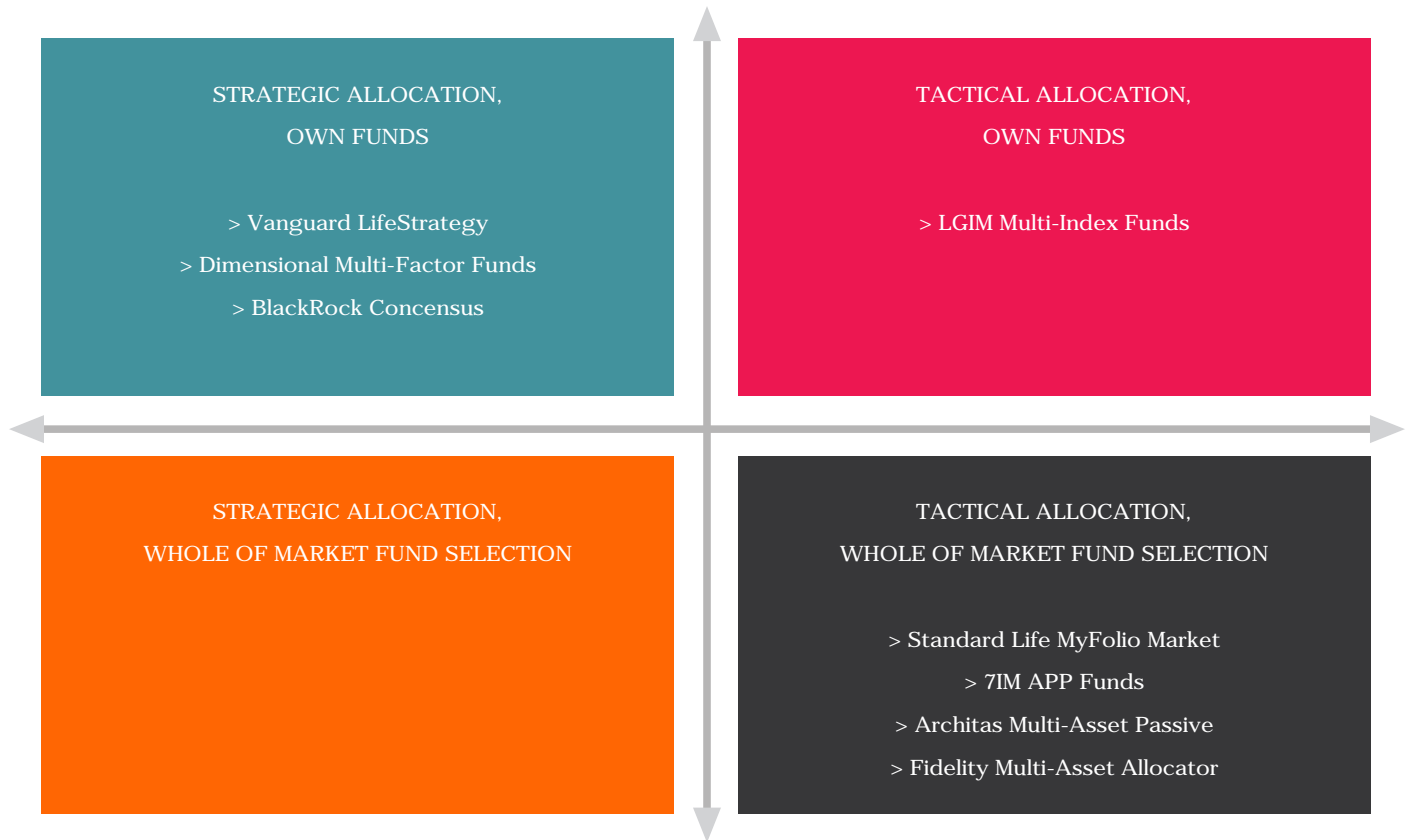 STRATEGIC ALLOCATION,
OWN FUNDS
> Vanguard LifeStrategy
> Dimensional Multi-Factor Funds
> BlackRock Concensus
TACTICAL ALLOCATION,
OWN FUNDS
> LGIM Multi-Index Funds
STRATEGIC ALLOCATION,
WHOLE OF MARKET FUND SELECTION
TACTICAL ALLOCATION,
WHOLE OF MARKET FUND SELECTION
> Standard Life MyFolio Market
> 7IM APP Funds
> Architas Multi-Asset Passive
> Fidelity Multi-Asset Allocator